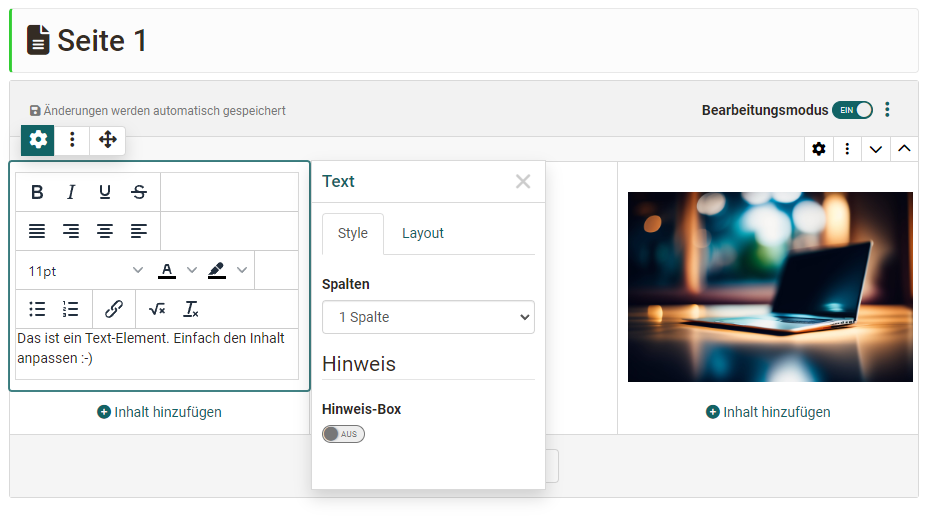 Seite 1
Änderungen werden automatisch gespeichert
Bearbeitungsmodus EIN
Text
Style Layout
11pt
Spalten
1 Spalte
Das ist ein Text-Element. Einfach den Inhalt
anpassen :-)
Hinweis
Hinweis-Box
AUS
Inhalt hinzufügen
Inhalt hinzufügen